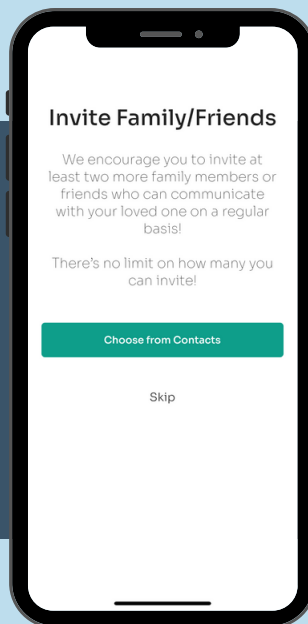 Invite Family/Friends
We encourage you to invite at
least two more family members or
friends who can communicate
with your loved one on a regular
basis!
There's no limit on how many you
can invite!
Choose from Contacts
Skip